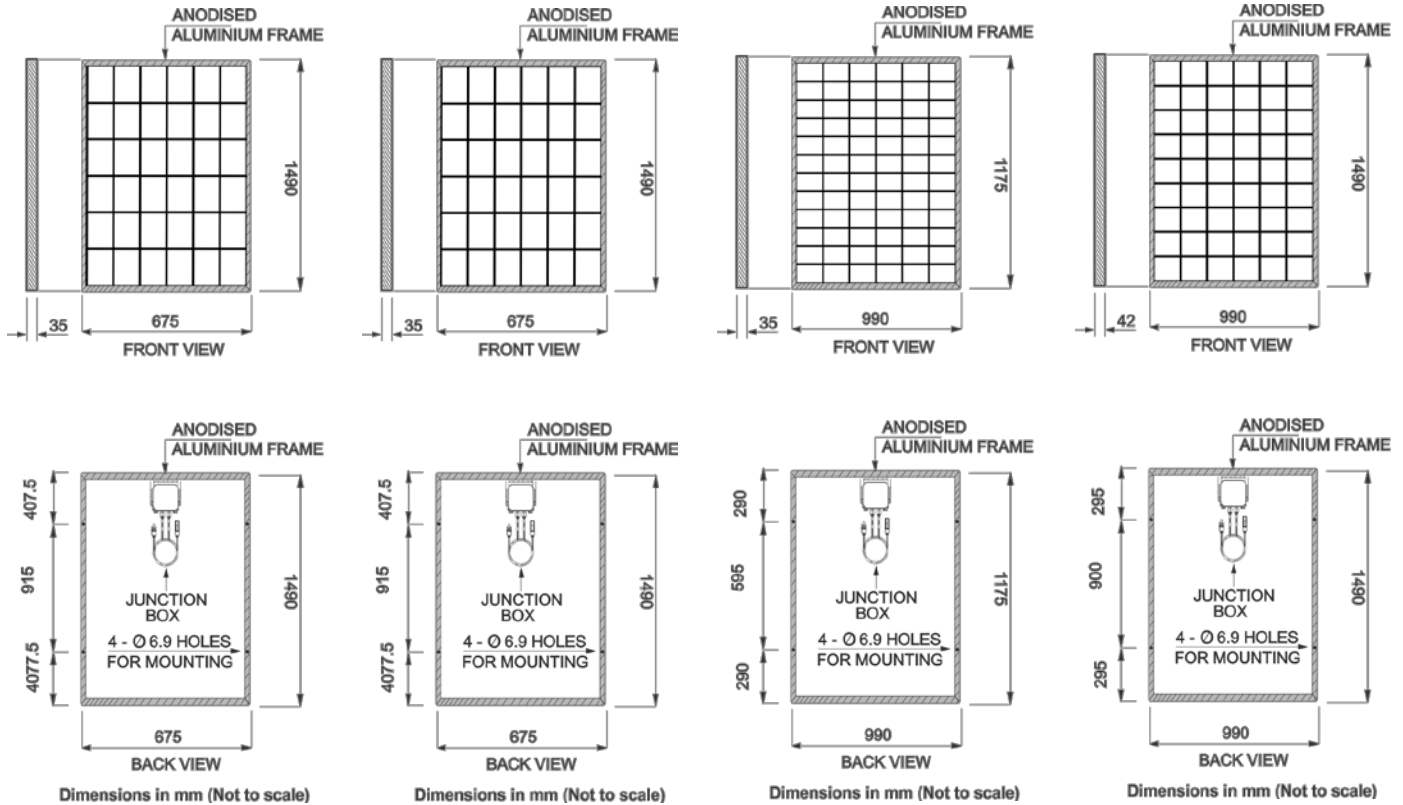 ANODISED
ALUMINIUM FRAME
1490
35
675
FRONT VIEW
ANODISED
ALUMINIUM FRAME
1490
35
675
FRONT VIEW
ANODISED
ALUMINIUM FRAME
1175
35
990
FRONT VIEW
ANODISED
ALUMINIUM FRAME
1490
42
990
FRONT VIEW
ANODISED
ALUMINIUM FRAME
407.5
915
4077.5
1490
JUNCTION
BOX
4 - Ø 6.9 HOLES
FOR MOUNTING
675
BACK VIEW
Dimensions in mm (Not to scale)
ANODISED
ALUMINIUM FRAME
407.5
915
4077.5
1490
JUNCTION
BOX
4 - Ø 6.9 HOLES
FOR MOUNTING
675
BACK VIEW
Dimensions in mm (Not to scale)
ANODISED
ALUMINIUM FRAME
290
595
290
1175
JUNCTION
BOX
4 - Ø 6.9 HOLES
FOR MOUNTING
990
BACK VIEW
Dimensions in mm (Not to scale)
ANODISED
ALUMINIUM FRAME
295
900
295
1490
JUNCTION
BOX
4 - Ø 6.9 HOLES
FOR MOUNTING
990
BACK VIEW
Dimensions in mm (Not to scale)